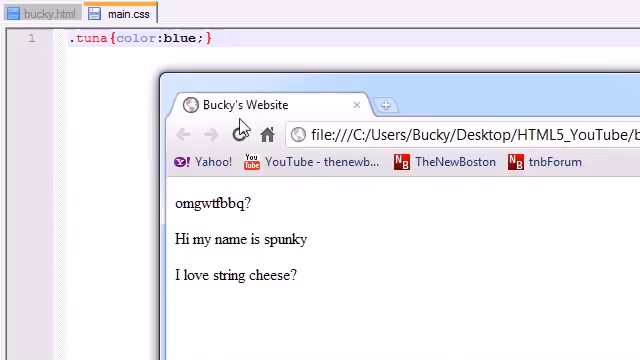 bucky.html main.css
1 .tuna{color:blue;}
Bucky's Website
file:///C:/Users/Bucky/Desktop/HTML5_YouTube/b
Yahoo! YouTube - thenewb... TheNewBoston tnbForum
omgwtfbbq?
Hi my name is spunky
I love string cheese?